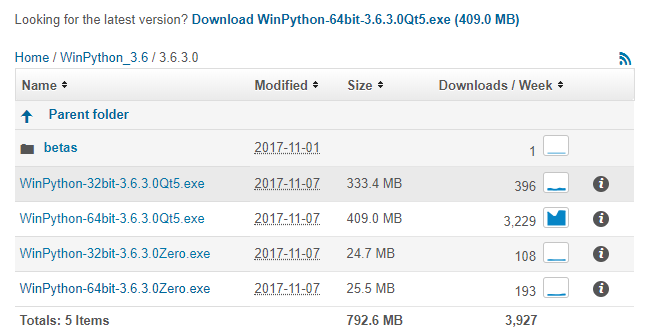 Looking for the latest version? Download WinPython-64bit-3.6.3.0Qt5.exe (409.0 MB)
Home / WinPython_3.6 / 3.6.3.0
Name Modified Size Downloads / Week
Parent folder
betas 2017-11-01 1
WinPython-32bit-3.6.3.0Qt5.exe 2017-11-07 333.4 MB 396
WinPython-64bit-3.6.3.0Qt5.exe 2017-11-07 409.0 MB 3,229
WinPython-32bit-3.6.3.0Zero.exe 2017-11-07 24.7 MB 108
WinPython-64bit-3.6.3.0Zero.exe 2017-11-07 25.5 MB 193
Totals: 5 Items 792.6 MB 3,927